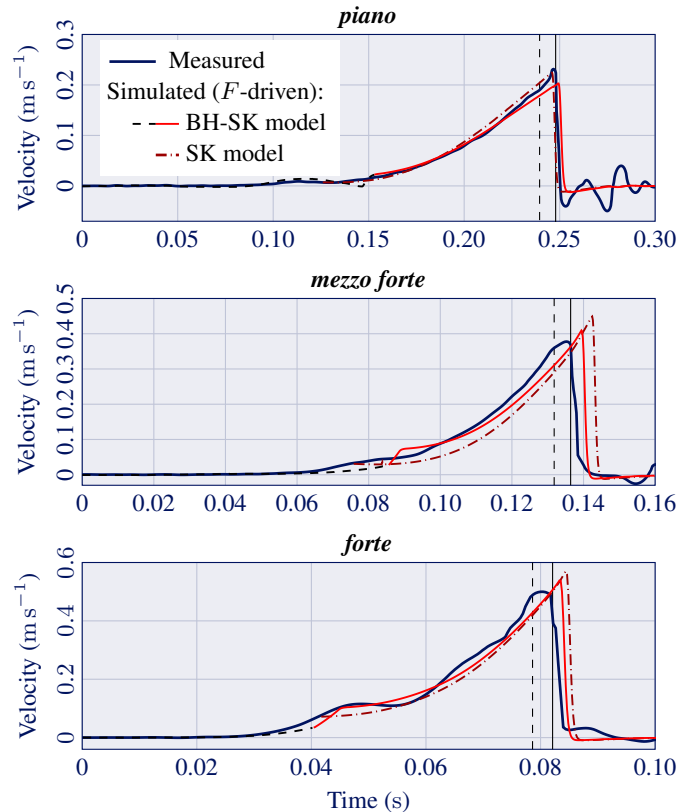 piano
Velocity (m s⁻¹)
0.3
0.2
0.1
0
Measured
Simulated (F-driven):
BH-SK model
SK model
0 0.05 0.10 0.15 0.20 0.25 0.30
mezzo forte
Velocity (m s⁻¹)
0.5
0.4
0.3
0.2
0.1
0
0 0.02 0.04 0.06 0.08 0.10 0.12 0.14 0.16
forte
Velocity (m s⁻¹)
0.6
0.4
0.2
0
0 0.02 0.04 0.06 0.08 0.10
Time (s)